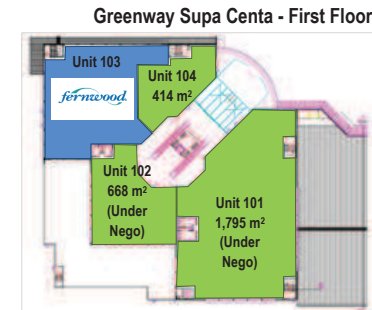 Greenway Supa Centa - First Floor
Unit 103
fernwood
Unit 104
414 m²
Unit 102
668 m²
(Under
Nego)
Unit 101
1,795 m²
(Under
Nego)